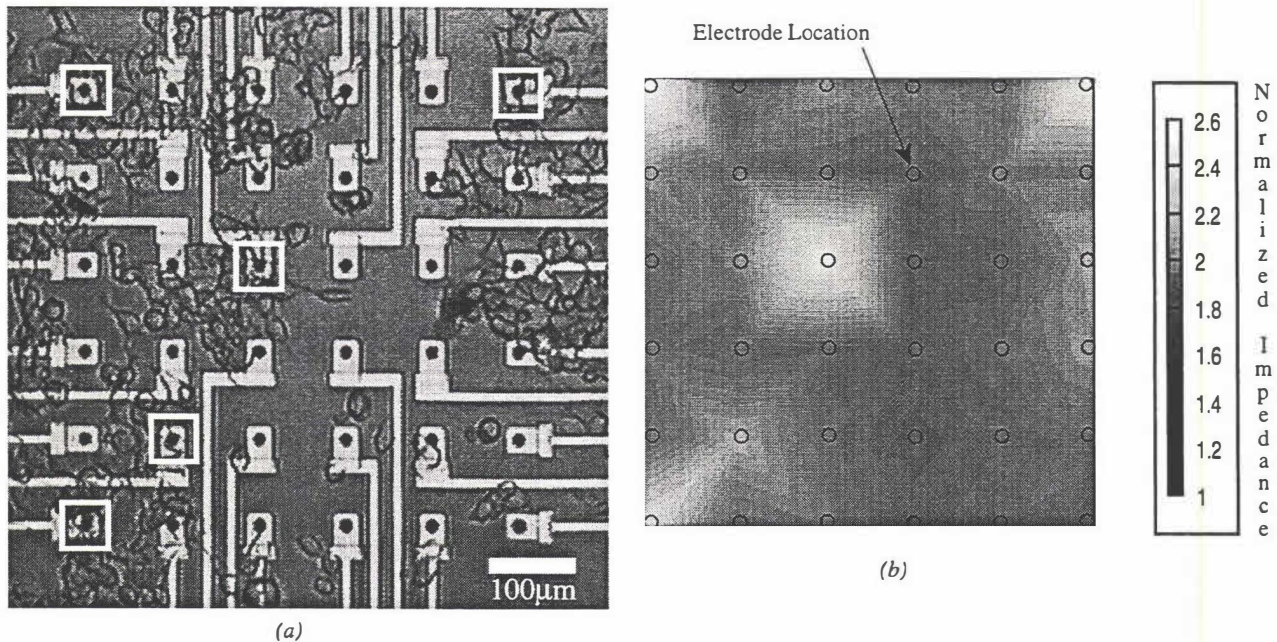 100µm
(a)
Electrode Location
(b)
2.6
2.4
2.2
2
1.8
1.6
1.4
1.2
1
Normalized Impedance